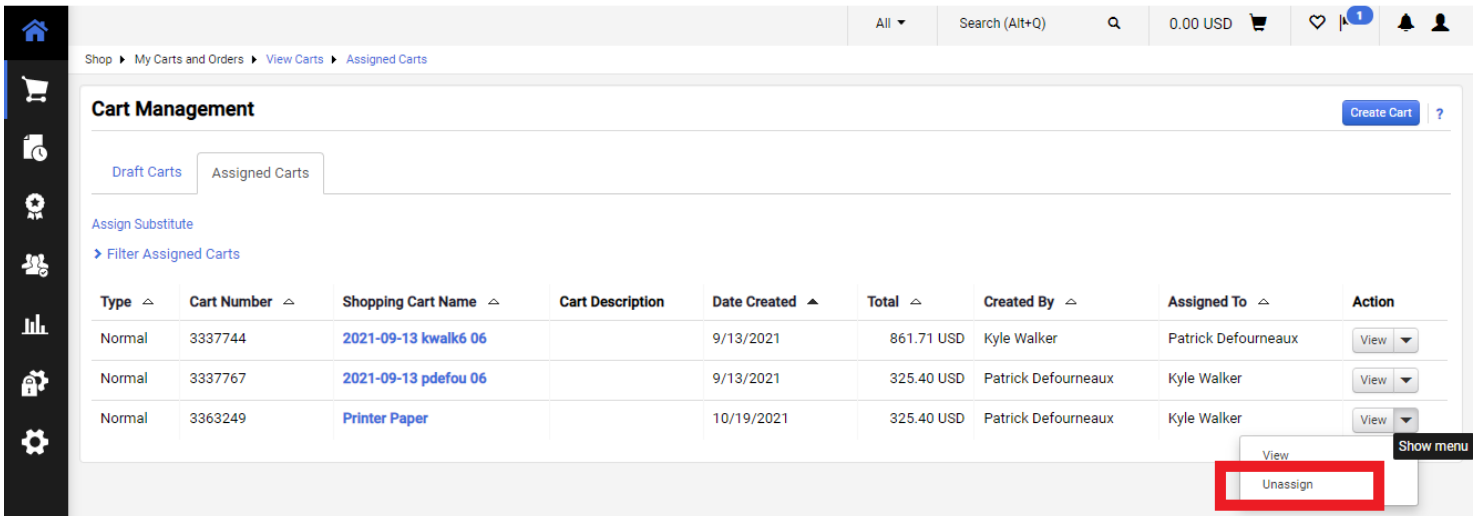 All Search (Alt+Q) 0.00 USD 1
Shop My Carts and Orders View Carts Assigned Carts
Cart Management
Create Cart ?
Draft Carts Assigned Carts
Assign Substitute
Filter Assigned Carts
Type Cart Number Shopping Cart Name Cart Description Date Created Total Created By Assigned To Action
Normal 3337744 2021-09-13 kwalk6 06 9/13/2021 861.71 USD Kyle Walker Patrick Defourneaux View
Normal 3337767 2021-09-13 pdefou 06 9/13/2021 325.40 USD Patrick Defourneaux Kyle Walker View
Normal 3363249 Printer Paper 10/19/2021 325.40 USD Patrick Defourneaux Kyle Walker View
Show menu
View
Unassign